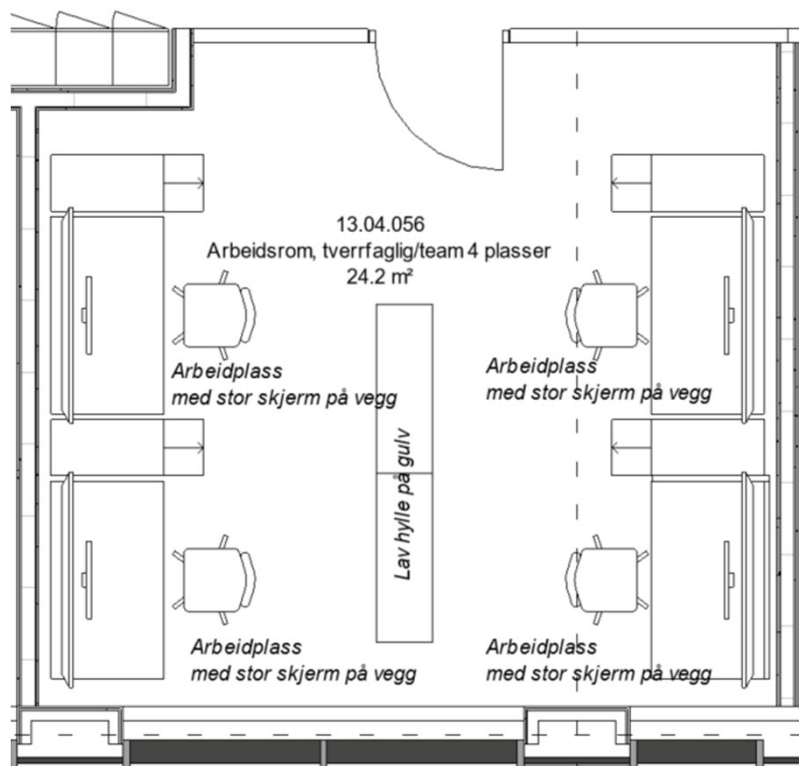 13.04.056
Arbeidsrom, tverrfaglig/team 4 plasser
24.2 m²
Arbeidplass
med stor skjerm på vegg
Arbeidplass
med stor skjerm på vegg
Lav hylle på gulv
Arbeidplass
med stor skjerm på vegg
Arbeidplass
med stor skjerm på vegg